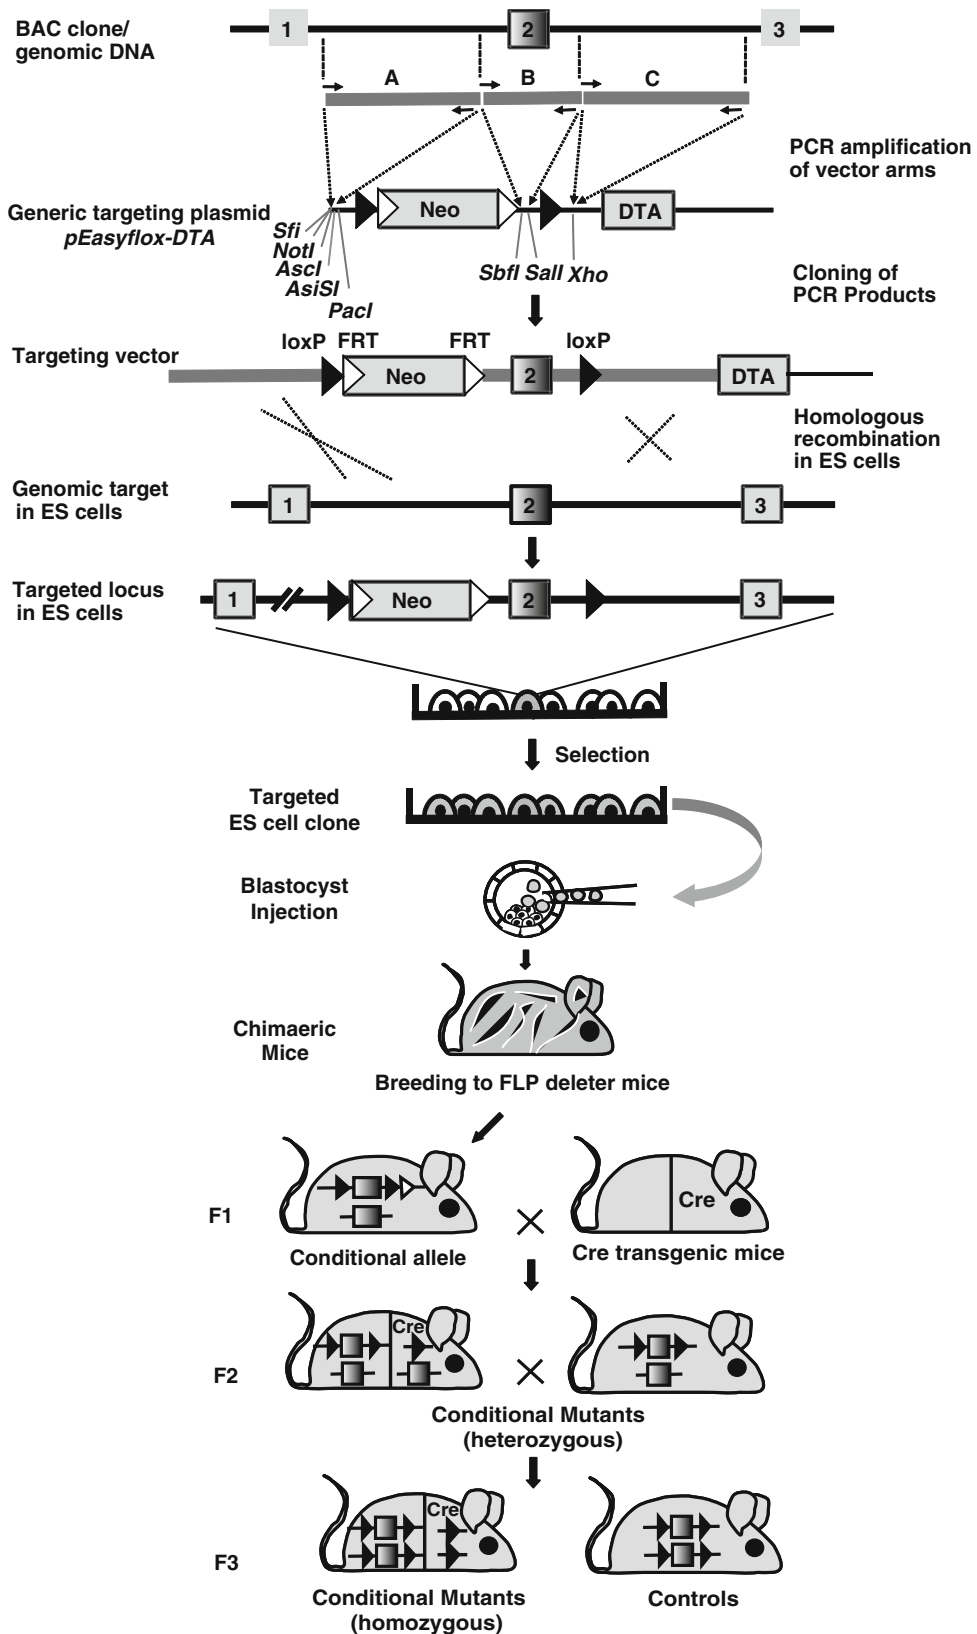 BAC clone/
genomic DNA
1
2
3
A
B
C
PCR amplification
of vector arms
Generic targeting plasmid
pEasyflox-DTA
Neo
DTA
Sfi
NotI
AscI
AsiSI
PacI
SbfI
SalI
Xho
Cloning of
PCR Products
Targeting vector
loxP
FRT
FRT
loxP
Neo
2
DTA
Homologous
recombination
in ES cells
Genomic target
in ES cells
1
2
3
Targeted locus
in ES cells
1
Neo
2
3
Selection
Targeted
ES cell clone
Blastocyst
Injection
Chimaeric
Mice
Breeding to FLP deleter mice
F1
Cre
Conditional allele
Cre transgenic mice
F2
Cre
Conditional Mutants
(heterozygous)
F3
Cre
Conditional Mutants
(homozygous)
Controls